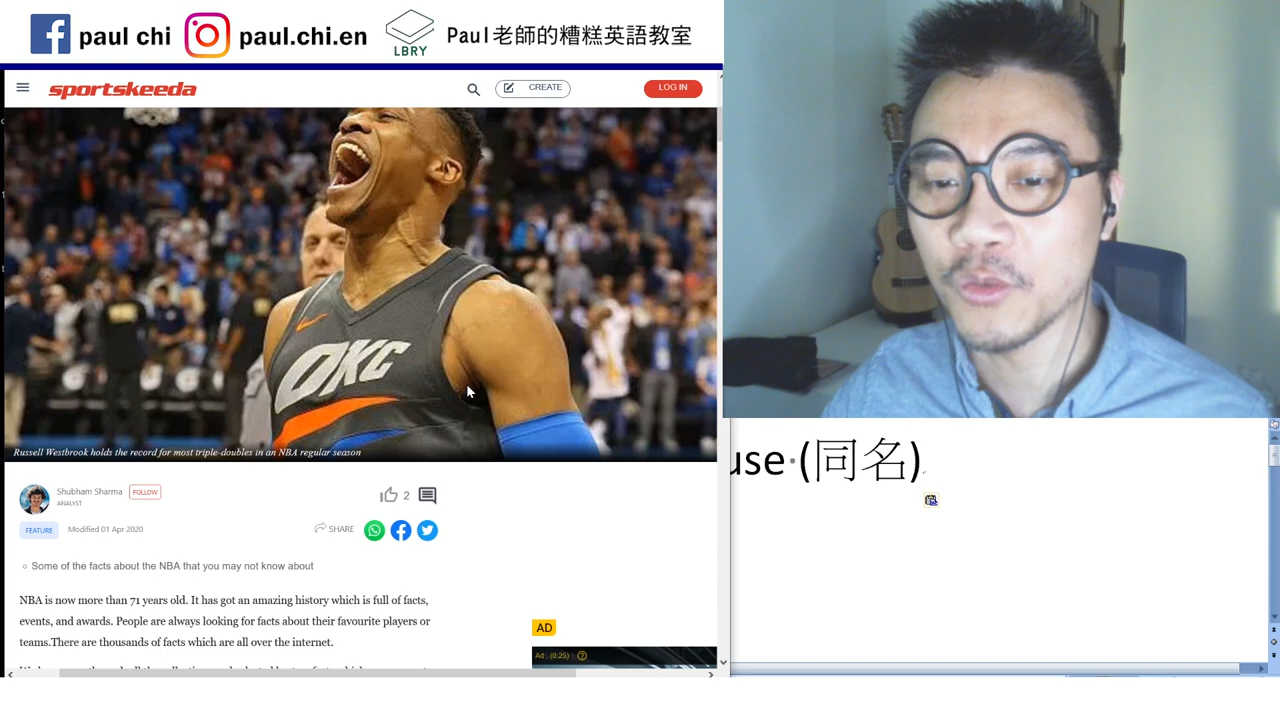 paul chi
paul.chi.en
LBRY
Paul老師的糟糕英語教室
sportskeeda
CREATE
LOG IN
OKC
Russell Westbrook holds the record for most triple-doubles in an NBA regular season
Shubham Sharma
FOLLOW
ANALYST
2
FEATURE
Modified 01 Apr 2020
SHARE
Some of the facts about the NBA that you may not know about
NBA is now more than 71 years old. It has got an amazing history which is full of facts,
events, and awards. People are always looking for facts about their favourite players or
teams.There are thousands of facts which are all over the internet.
AD
Ad : (0:25)
use (同名)